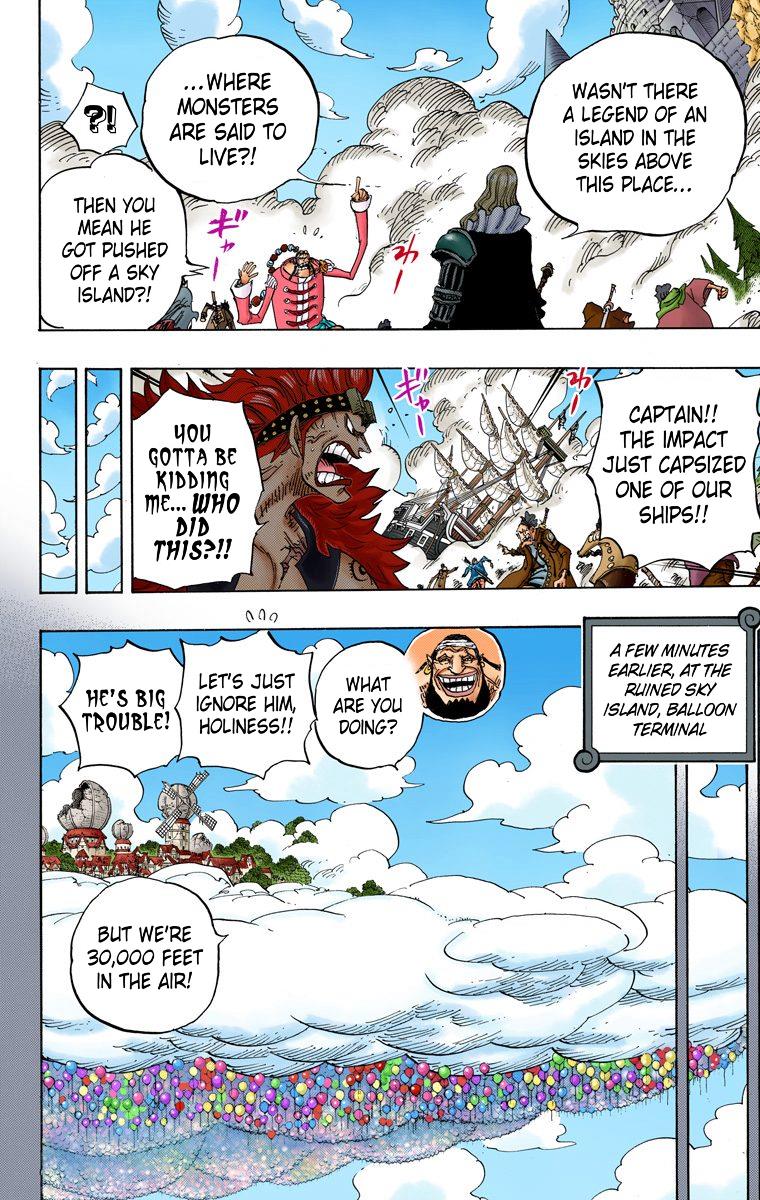 WASN'T THERE
A LEGEND OF AN
ISLAND IN THE
SKIES ABOVE
THIS PLACE...
...WHERE
MONSTERS
ARE SAID TO
LIVE?!
?!
THEN YOU
MEAN HE
GOT PUSHED
OFF A SKY
ISLAND?!
ギャー
CAPTAIN!!
THE IMPACT
JUST CAPSIZED
ONE OF OUR
SHIPS!!
ギャー
YOU
GOTTA BE
KIDDING
ME... WHO
DID
THIS?!!
A FEW MINUTES
EARLIER, AT THE
RUINED SKY
ISLAND, BALLOON
TERMINAL
WHAT
ARE YOU
DOING?
LET'S JUST
IGNORE HIM,
HOLINESS!!
HE'S BIG
TROUBLE!
BUT WE'RE
30,000 FEET
IN THE AIR!